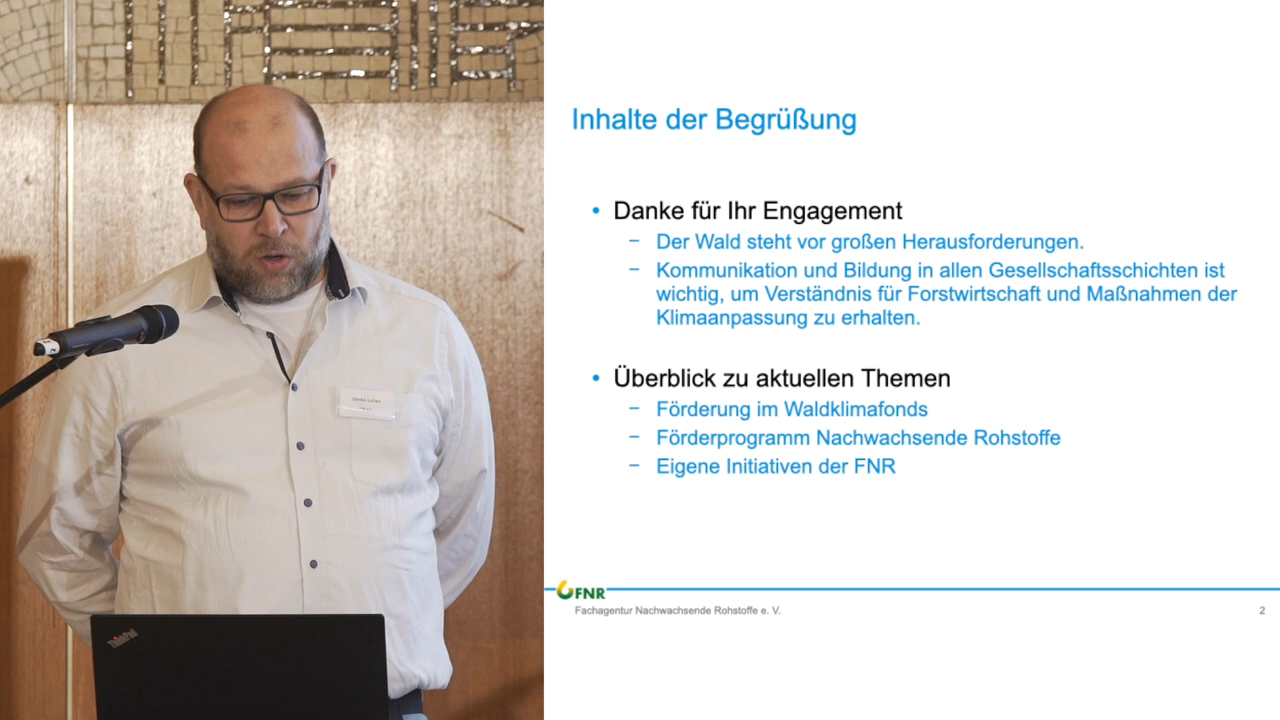 Inhalte der Begrüßung
• Danke für Ihr Engagement
– Der Wald steht vor großen Herausforderungen.
– Kommunikation und Bildung in allen Gesellschaftsschichten ist
wichtig, um Verständnis für Forstwirtschaft und Maßnahmen der
Klimaanpassung zu erhalten.
• Überblick zu aktuellen Themen
– Förderung im Waldklimafonds
– Förderprogramm Nachwachsende Rohstoffe
– Eigene Initiativen der FNR
FNR
Fachagentur Nachwachsende Rohstoffe e. V.
2
ThinkPad